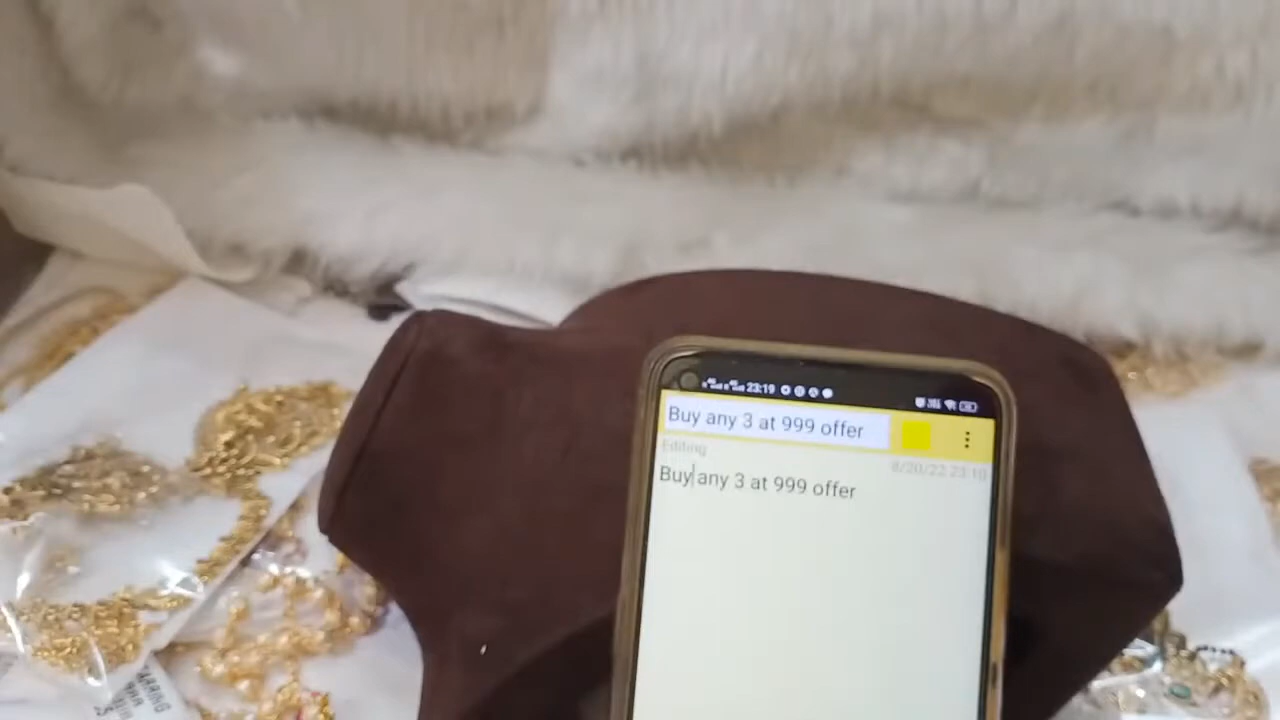 23:19
Buy any 3 at 999 offer
Editing
8/20/22 23:10
Buy any 3 at 999 offer